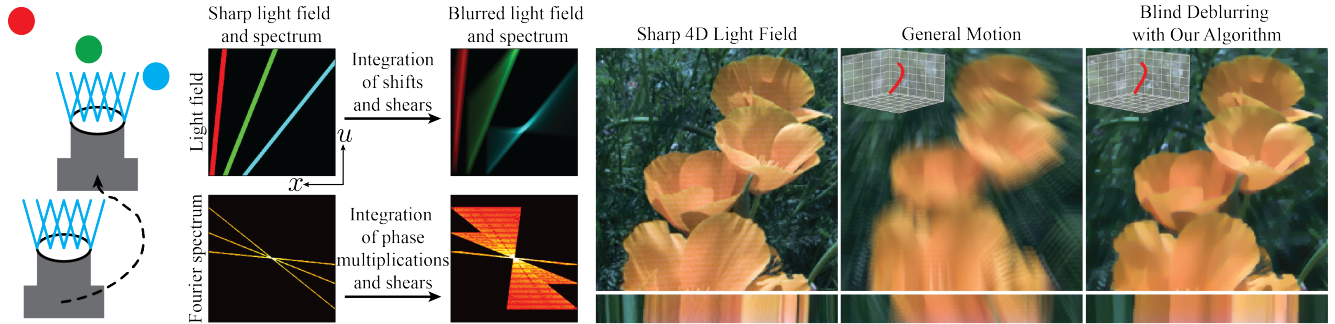 Sharp light field
and spectrum
Blurred light field
and spectrum
Light field
Integration
of shifts
and shears
u
x
Fourier spectrum
Integration
of phase
multiplications
and shears
Sharp 4D Light Field
General Motion
Blind Deblurring
with Our Algorithm